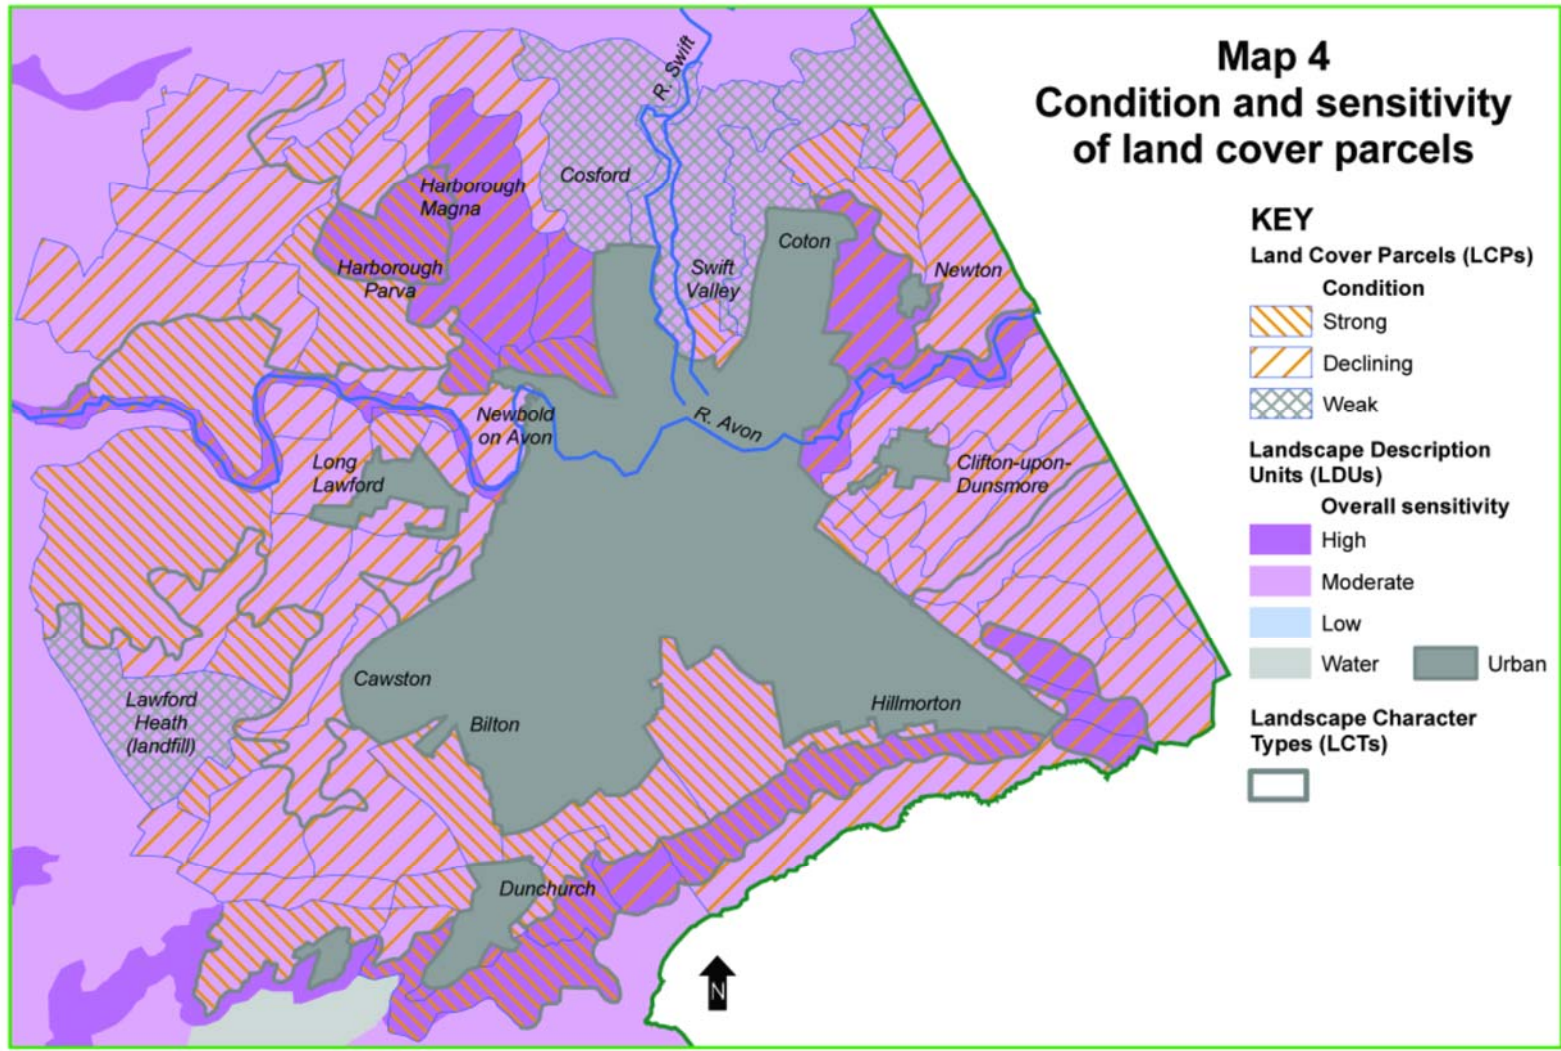 Map 4
Condition and sensitivity
of land cover parcels
KEY
Land Cover Parcels (LCPs)
Condition
Strong
Declining
Weak
Landscape Description
Units (LDUs)
Overall sensitivity
High
Moderate
Low
Water
Urban
Landscape Character
Types (LCTs)
R. Swift
Cosford
Harborough
Magna
Coton
Harborough
Parva
Swift
Valley
Newton
Newbold
on Avon
R. Avon
Long
Lawford
Clifton-upon-
Dunsmore
Cawston
Lawford
Heath
(landfill)
Bilton
Hillmorton
Dunchurch
N